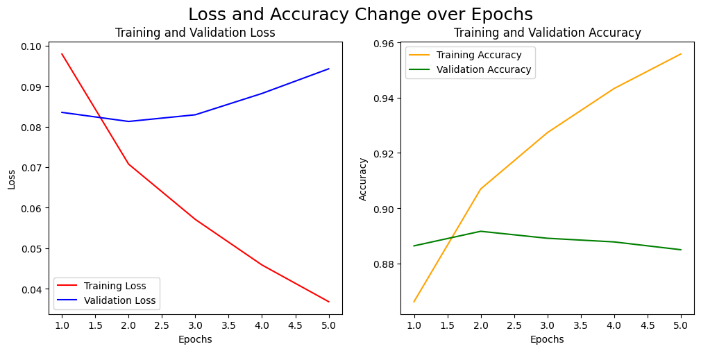 Loss and Accuracy Change over Epochs
Training and Validation Loss
0.10
0.09
0.08
0.07
0.06
0.05
0.04
Loss
Training Loss
Validation Loss
1.0 1.5 2.0 2.5 3.0 3.5 4.0 4.5 5.0
Epochs
Training and Validation Accuracy
0.96
0.94
0.92
0.90
0.88
Accuracy
Training Accuracy
Validation Accuracy
1.0 1.5 2.0 2.5 3.0 3.5 4.0 4.5 5.0
Epochs